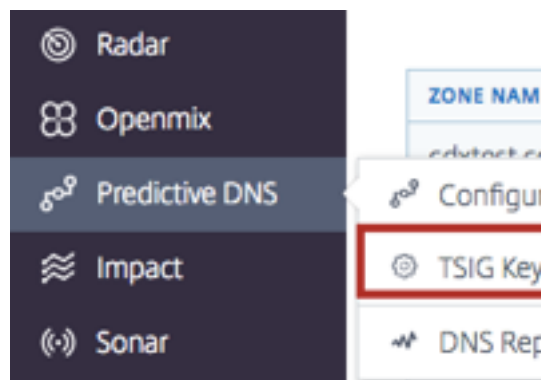 Radar
ZONE NAM
Openmix
Predictive DNS
Configur
Impact
TSIG Key
Sonar
DNS Rep